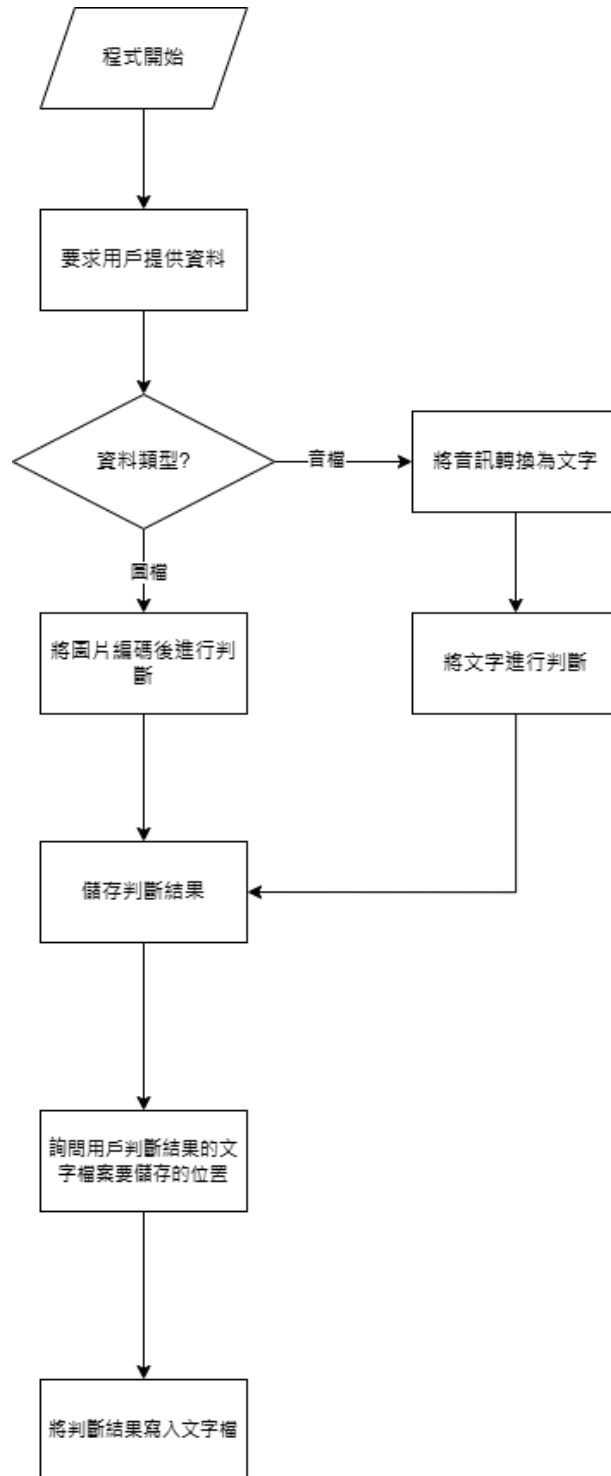 程式開始
要求用戶提供資料
資料類型?
音檔
將音訊轉換為文字
圖檔
將圖片編碼後進行判
斷
將文字進行判斷
儲存判斷結果
詢問用戶判斷結果的文
字檔案要儲存的位置
將判斷結果寫入文字檔